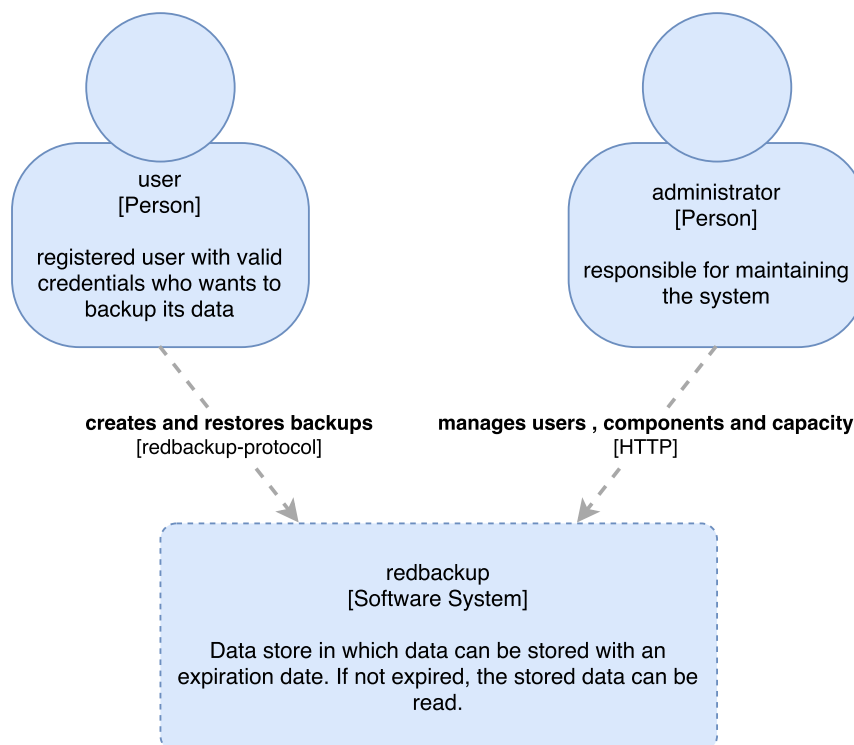 user
[Person]
registered user with valid
credentials who wants to
backup its data
administrator
[Person]
responsible for maintaining
the system
creates and restores backups
[redbackup-protocol]
manages users , components and capacity
[HTTP]
redbackup
[Software System]
Data store in which data can be stored with an
expiration date. If not expired, the stored data can be
read.